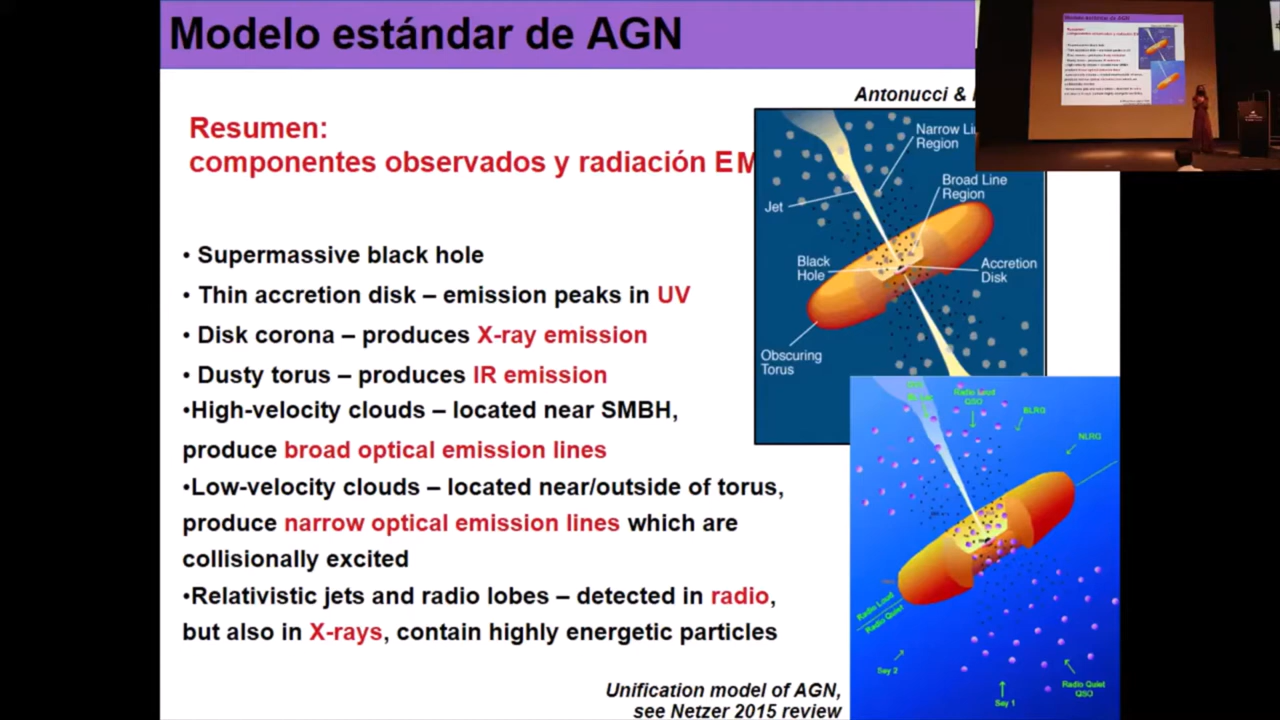 Modelo estándar de AGN
Antonucci &
Resumen:
componentes observados y radiación EM
• Supermassive black hole
• Thin accretion disk – emission peaks in UV
• Disk corona – produces X-ray emission
• Dusty torus – produces IR emission
•High-velocity clouds – located near SMBH,
produce broad optical emission lines
•Low-velocity clouds – located near/outside of torus,
produce narrow optical emission lines which are
collisionally excited
•Relativistic jets and radio lobes – detected in radio,
but also in X-rays, contain highly energetic particles
Unification model of AGN,
see Netzer 2015 review
Narrow
Region
Broad Line
Region
Jet
Black
Hole
Accretion
Disk
Obscuring
Torus
Radio Loud
QSO
BLRG
NLRG
Radio Loud
Radio Quiet
Sey 2
Sey 1
Radio Quiet
QSO
Modelo estándar de AGN